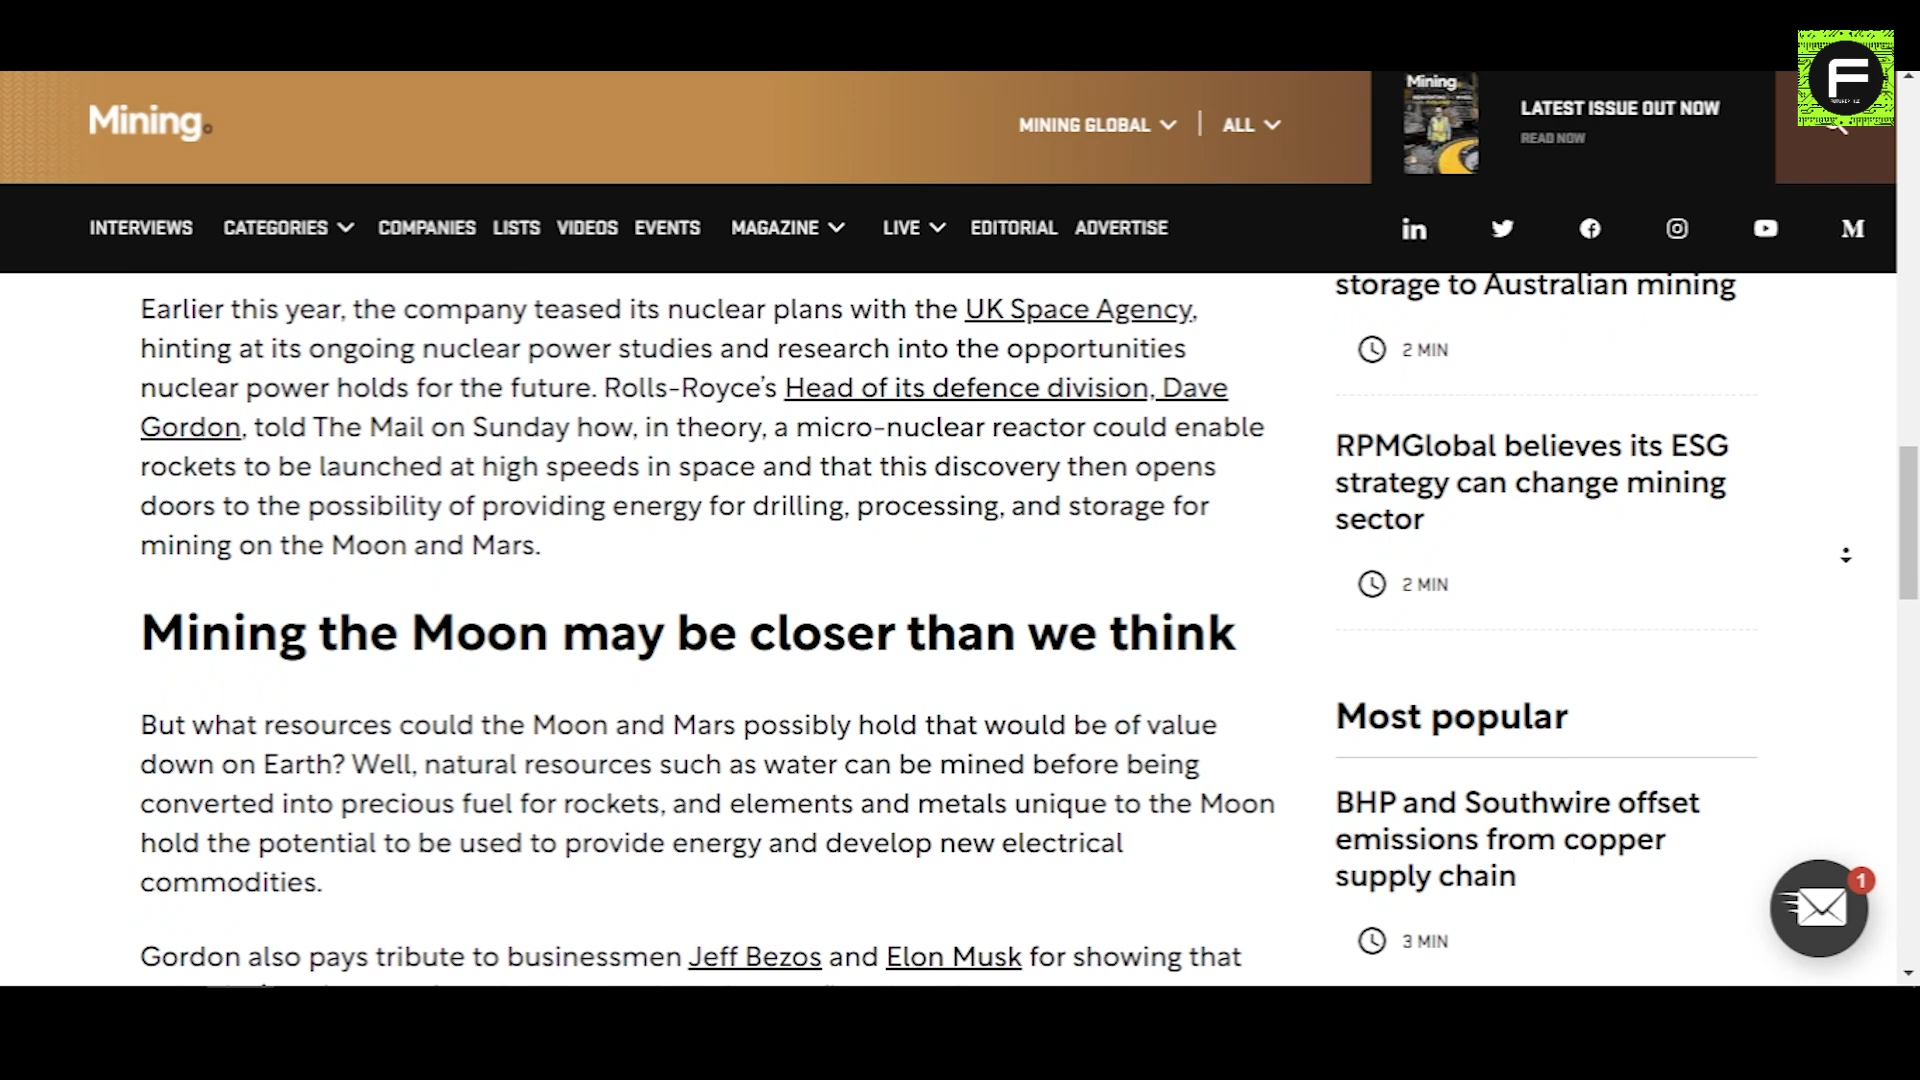 Mining
LATEST ISSUE OUT NOW
READ NOW
F
Mining.
MINING GLOBAL
ALL
INTERVIEWS CATEGORIES COMPANIES LISTS VIDEOS EVENTS MAGAZINE LIVE EDITORIAL ADVERTISE
Earlier this year, the company teased its nuclear plans with the UK Space Agency,
hinting at its ongoing nuclear power studies and research into the opportunities
nuclear power holds for the future. Rolls-Royce's Head of its defence division, Dave
Gordon, told The Mail on Sunday how, in theory, a micro-nuclear reactor could enable
rockets to be launched at high speeds in space and that this discovery then opens
doors to the possibility of providing energy for drilling, processing, and storage for
mining on the Moon and Mars.
Mining the Moon may be closer than we think
But what resources could the Moon and Mars possibly hold that would be of value
down on Earth? Well, natural resources such as water can be mined before being
converted into precious fuel for rockets, and elements and metals unique to the Moon
hold the potential to be used to provide energy and develop new electrical
commodities.
Gordon also pays tribute to businessmen Jeff Bezos and Elon Musk for showing that
storage to Australian mining
2 MIN
RPMGlobal believes its ESG
strategy can change mining
sector
2 MIN
Most popular
BHP and Southwire offset
emissions from copper
supply chain
3 MIN
1